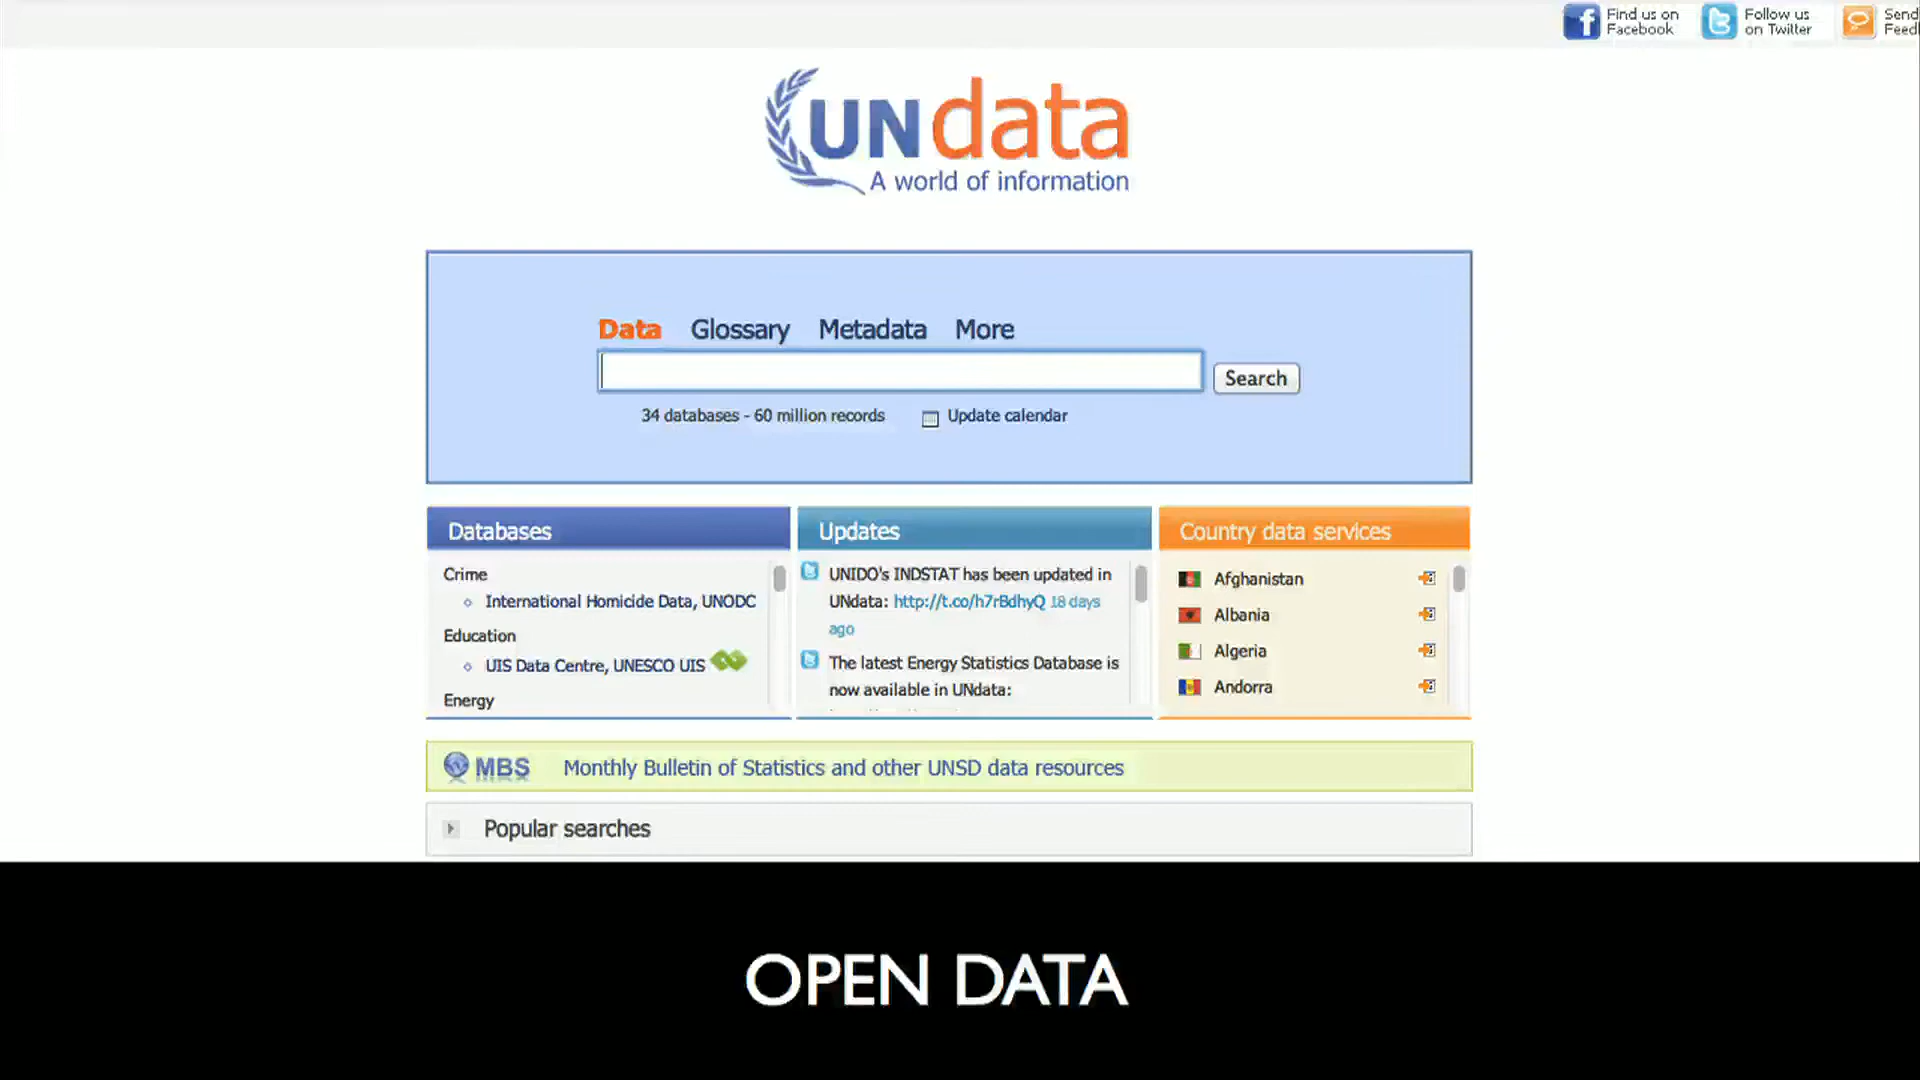 Find us on
Facebook
Follow us
on Twitter
Send
UNdata
A world of information
Data Glossary Metadata More
Search
34 databases - 60 million records Update calendar
Databases
Crime
International Homicide Data, UNODC
Education
UIS Data Centre, UNESCO UIS
Energy
Updates
UNIDO's INDSTAT has been updated in
UNdata: http://t.co/h7rBdhyQ 18 days
ago
The latest Energy Statistics Database is
now available in UNdata:
Country data services
Afghanistan
Albania
Algeria
Andorra
MBS Monthly Bulletin of Statistics and other UNSD data resources
Popular searches
OPEN DATA